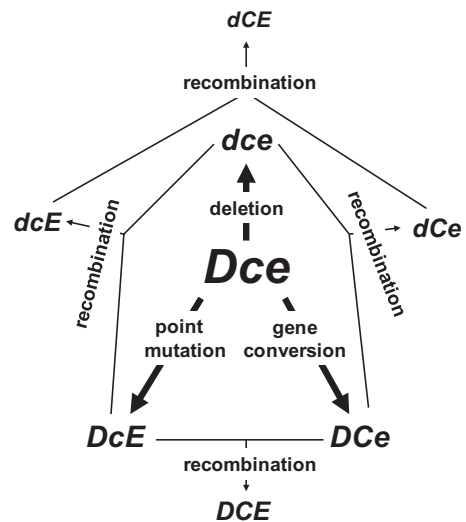 dCE
recombination
dce
dcE
recombination
deletion
recombination
dCe
Dce
point
mutation
gene
conversion
DcE
DCe
recombination
DCE